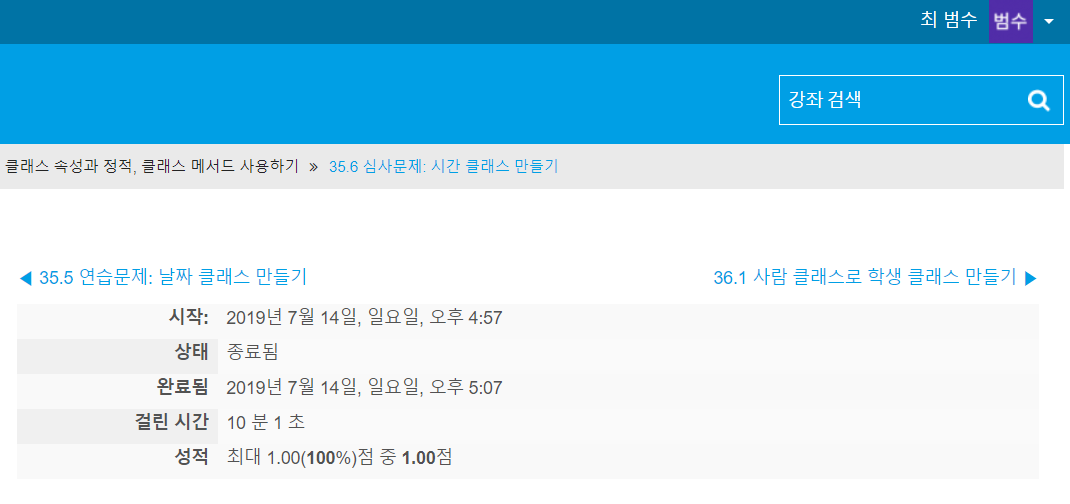 최 범수 범수
강좌 검색
클래스 속성과 정적, 클래스 메서드 사용하기 » 35.6 심사문제: 시간 클래스 만들기
◀ 35.5 연습문제: 날짜 클래스 만들기 36.1 사람 클래스로 학생 클래스 만들기 ▶
시작: 2019년 7월 14일, 일요일, 오후 4:57
상태 종료됨
완료됨 2019년 7월 14일, 일요일, 오후 5:07
걸린 시간 10 분 1 초
성적 최대 1.00(100%)점 중 1.00점